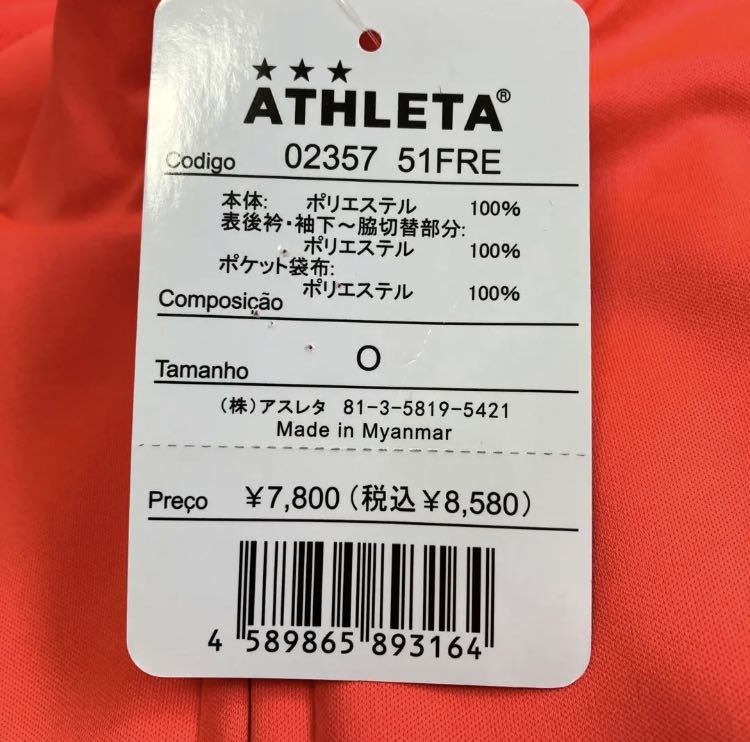 ★★★
ATHLETA®
Codigo 02357 51FRE
本体: ポリエステル 100%
表後衿・袖下～脇切替部分:
ポリエステル 100%
ポケット袋布:
ポリエステル 100%
Composição
Tamanho O
(株)アスレタ 81-3-5819-5421
Made in Myanmar
Preço ¥7,800(税込¥8,580)
4 589865 893164